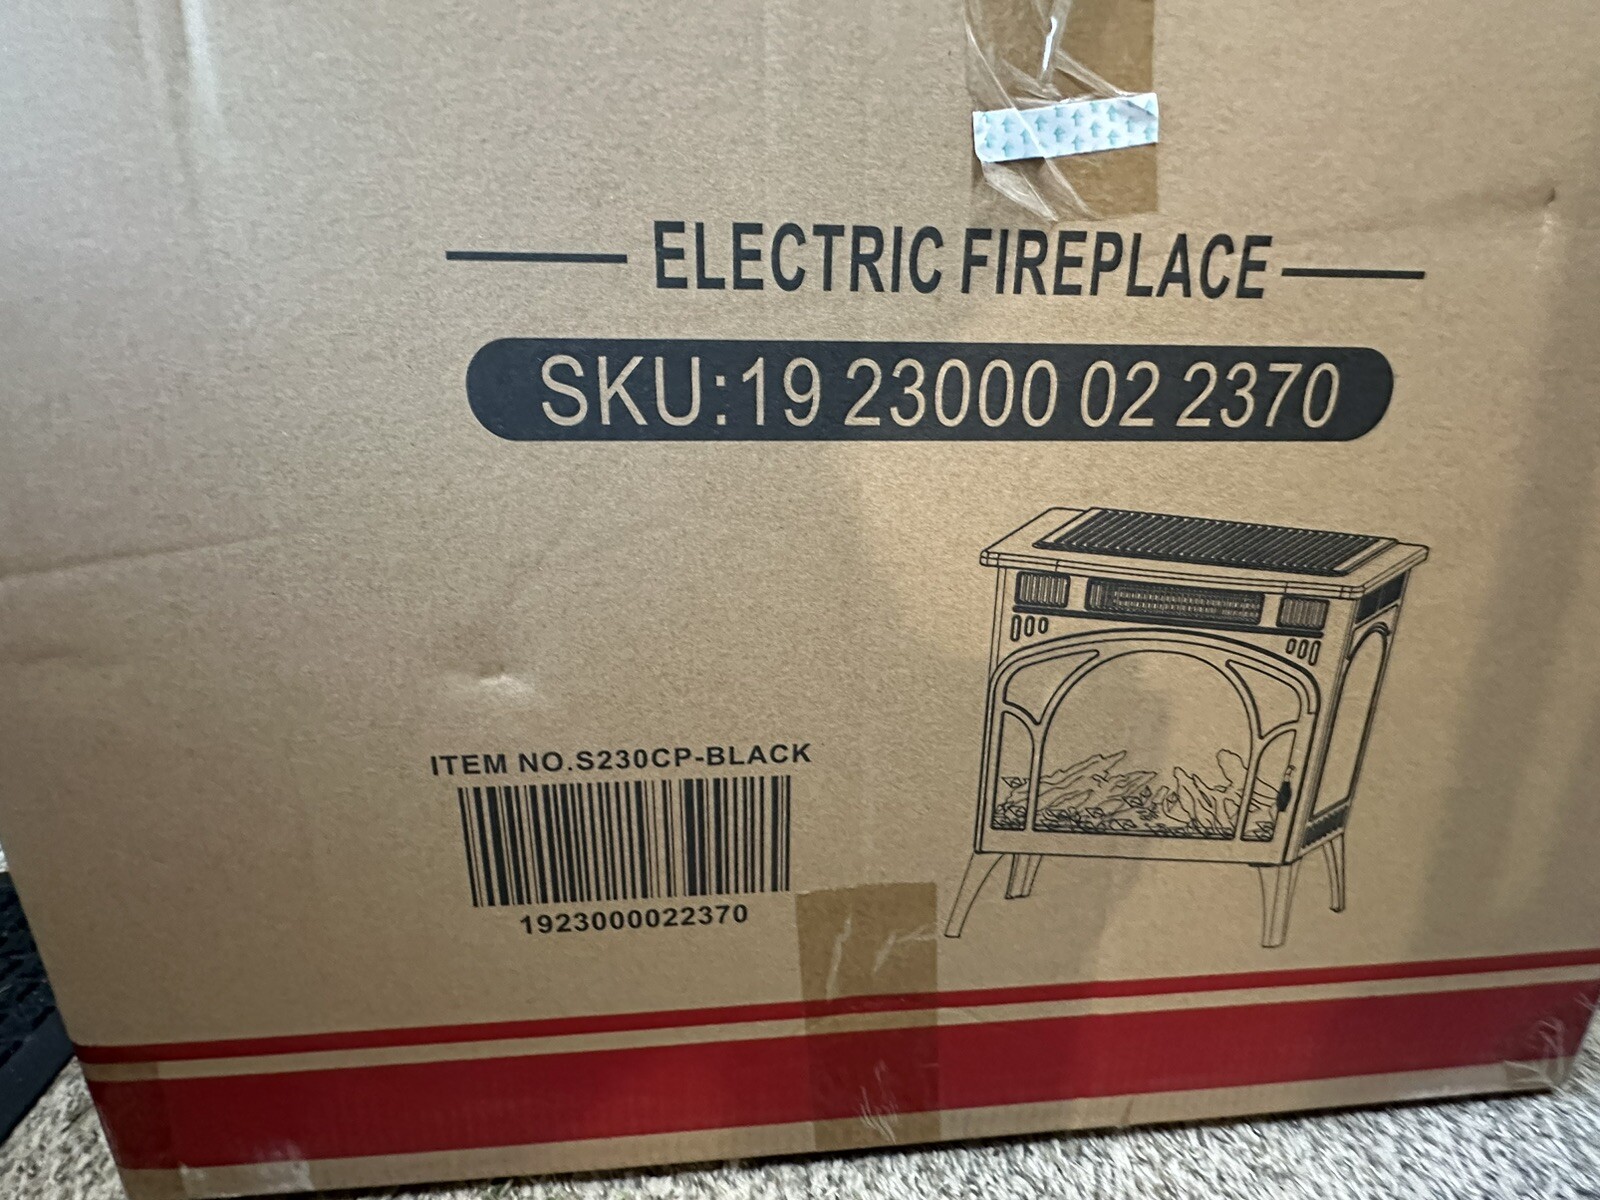 ELECTRIC FIREPLACE
SKU:19 23000 02 2370
ITEM NO.S230CP-BLACK
1923000022370